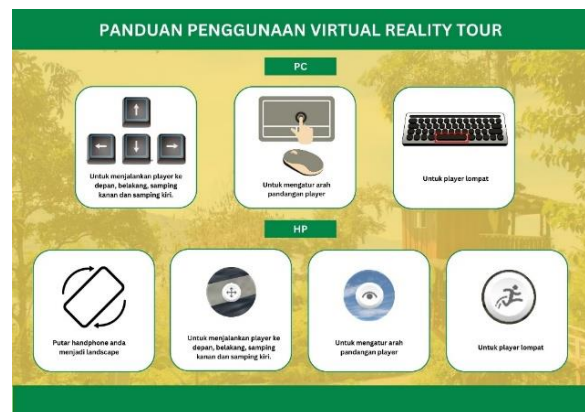 PANDUAN PENGGUNAAN VIRTUAL REALITY TOUR
PC
Untuk menjalankan player ke
depan, belakang, samping
kanan dan samping kiri.
Untuk mengatur arah
pandangan player
Untuk player lompat
HP
Putar handphone anda
menjadi landscape
Untuk menjalankan player ke
depan, belakang, samping
kanan dan samping kiri.
Untuk mengatur arah
pandangan player
Untuk player lompat